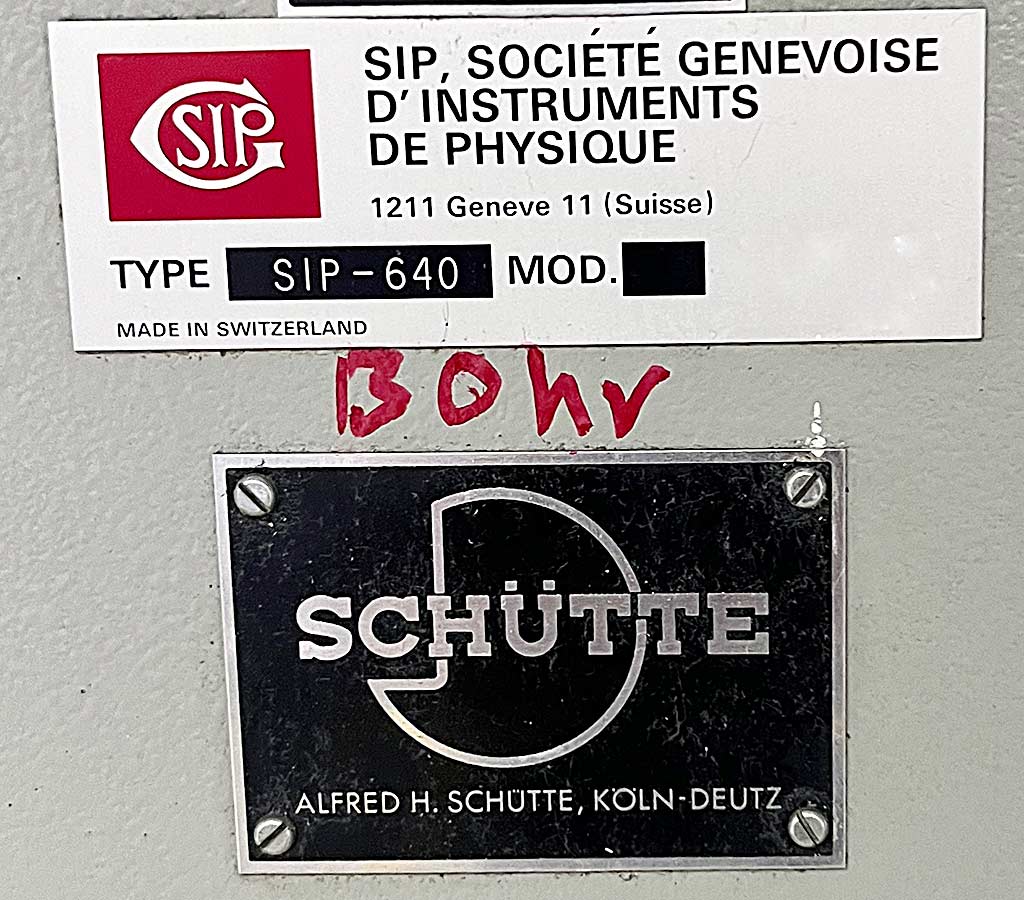 SIP
SIP, SOCIÉTÉ GENEVOISE
D'INSTRUMENTS
DE PHYSIQUE
1211 Geneve 11 (Suisse)
TYPE SIP-640 MOD.
MADE IN SWITZERLAND
Bohr
SCHÜTTE
ALFRED H. SCHÜTTE, KÖLN-DEUTZ